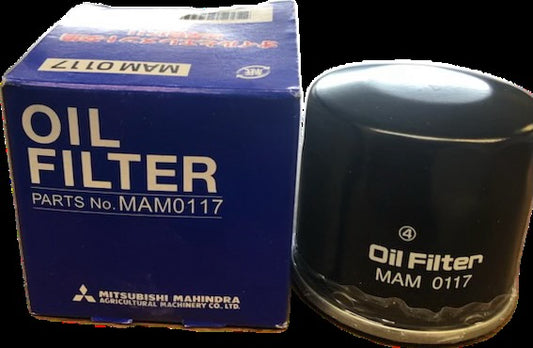 MAM 0117
OIL
FILTER
PARTS No. MAM0117
MITSUBISHI MAHINDRA
AGRICULTURAL MACHINERY CO., LTD.
4
Oil Filter
MAM 0117